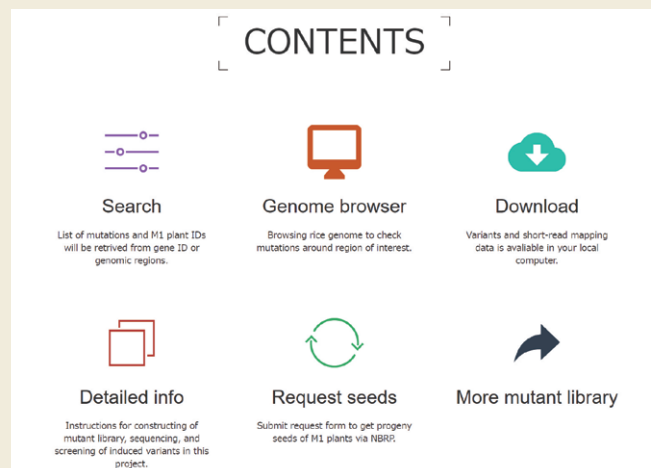 CONTENTS
Search
List of mutations and M1 plant IDs
will be retrived from gene ID or
genomic regions.
Genome browser
Browsing rice genome to check
mutations around region of interest.
Download
Variants and short-read mapping
data is avaliable in your local
computer.
Detailed info
Instructions for constructing of
mutant library, sequencing, and
screening of induced variants in this
project.
Request seeds
Submit request form to get progeny
seeds of M1 plants via NBRP.
More mutant library